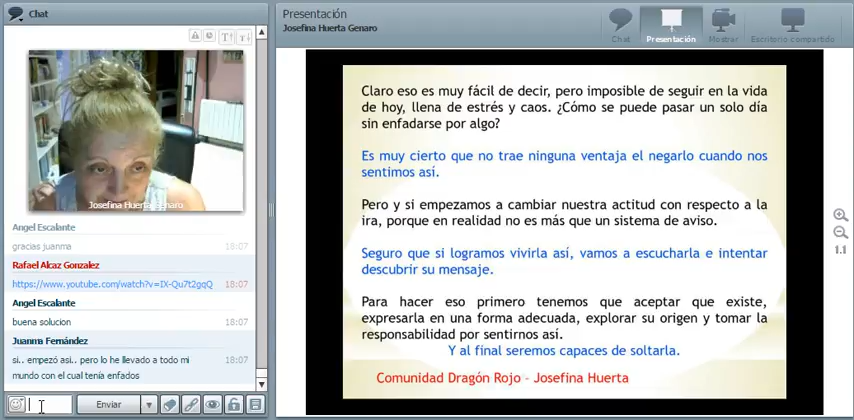 Chat
Josefina Huerta Genaro
Angel Escalante
gracias juanma 18:07
Rafael Alcaz Gonzalez
https://www.youtube.com/watch?v=IX-Qu7t2gqQ 18:07
Angel Escalante
buena solucion 18:07
Juanma Fernández
si.. empezó asi.. pero lo he llevado a todo mi 18:07
mundo con el cual tenía enfados
Enviar
Presentación
Josefina Huerta Genaro
Chat
Presentación
Mostrar
Escritorio compartido
Claro eso es muy fácil de decir, pero imposible de seguir en la vida
de hoy, llena de estrés y caos. ¿Cómo se puede pasar un solo día
sin enfadarse por algo?
Es muy cierto que no trae ninguna ventaja el negarlo cuando nos
sentimos así.
Pero y si empezamos a cambiar nuestra actitud con respecto a la
ira, porque en realidad no es más que un sistema de aviso.
Seguro que si logramos vivirla así, vamos a escucharla e intentar
descubrir su mensaje.
Para hacer eso primero tenemos que aceptar que existe,
expresarla en una forma adecuada, explorar su origen y tomar la
responsabilidad por sentirnos así.
Y al final seremos capaces de soltarla.
Comunidad Dragón Rojo - Josefina Huerta
1.1